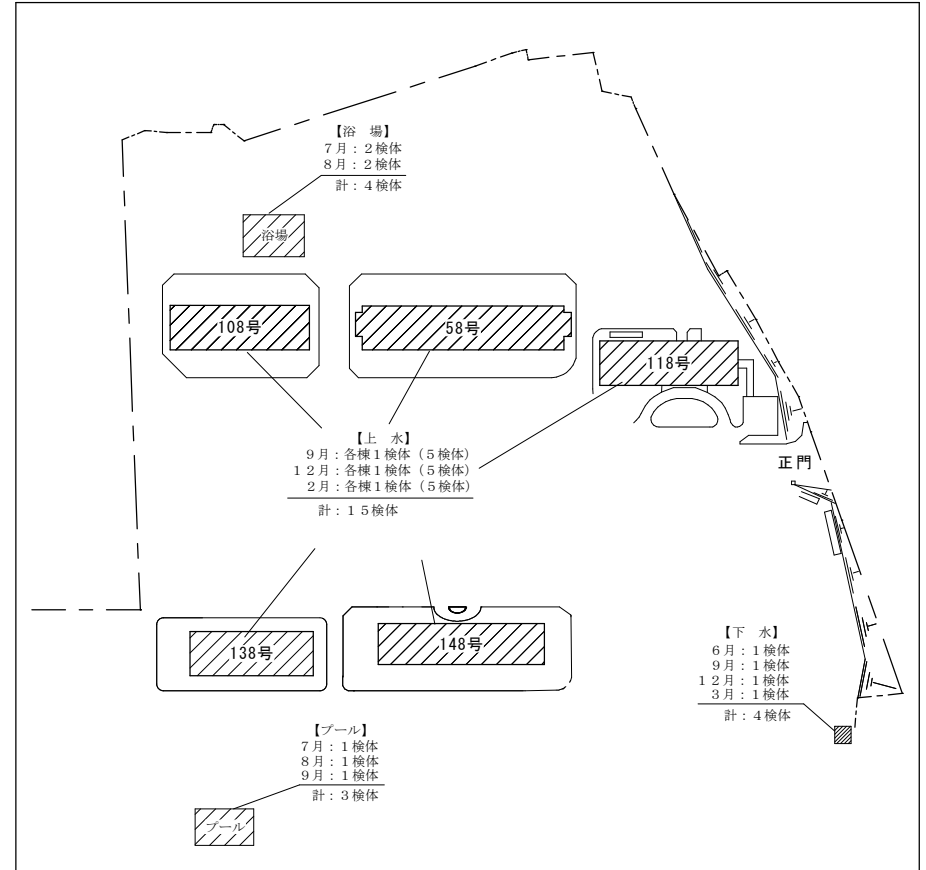 【浴　場】
７月：２検体
８月：２検体
計：４検体
浴場
108号
58号
118号
【上　水】
９月：各棟１検体（５検体）
１２月：各棟１検体（５検体）
２月：各棟１検体（５検体）
計：１５検体
正門
138号
148号
【下　水】
６月：１検体
９月：１検体
１２月：１検体
３月：１検体
計：４検体
【プール】
７月：１検体
８月：１検体
９月：１検体
計：３検体
プール